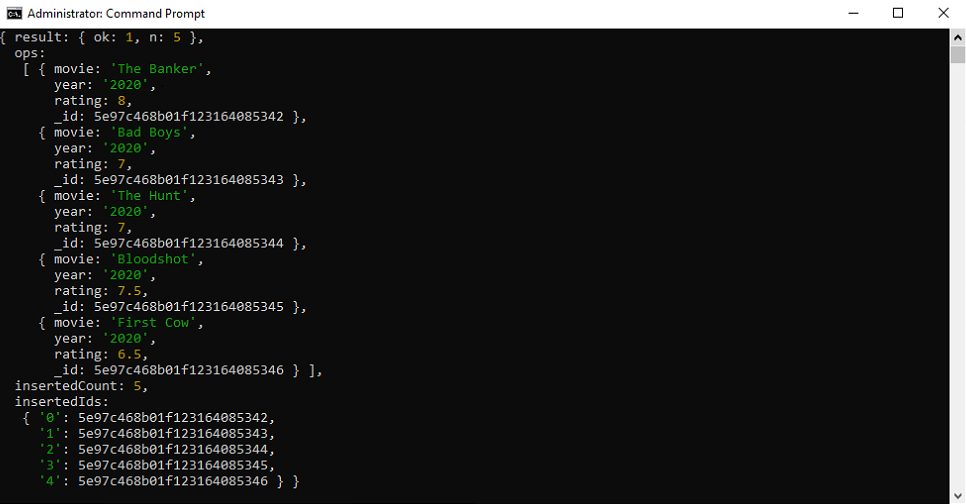 Administrator: Command Prompt
{ result: { ok: 1, n: 5 },
  ops:
   [ { movie: 'The Banker',
       year: '2020',
       rating: 8,
       _id: 5e97c468b01f123164085342 },
     { movie: 'Bad Boys',
       year: '2020',
       rating: 7,
       _id: 5e97c468b01f123164085343 },
     { movie: 'The Hunt',
       year: '2020',
       rating: 7,
       _id: 5e97c468b01f123164085344 },
     { movie: 'Bloodshot',
       year: '2020',
       rating: 7.5,
       _id: 5e97c468b01f123164085345 },
     { movie: 'First Cow',
       year: '2020',
       rating: 6.5,
       _id: 5e97c468b01f123164085346 } ],
  insertedCount: 5,
  insertedIds:
   { '0': 5e97c468b01f123164085342,
     '1': 5e97c468b01f123164085343,
     '2': 5e97c468b01f123164085344,
     '3': 5e97c468b01f123164085345,
     '4': 5e97c468b01f123164085346 } }